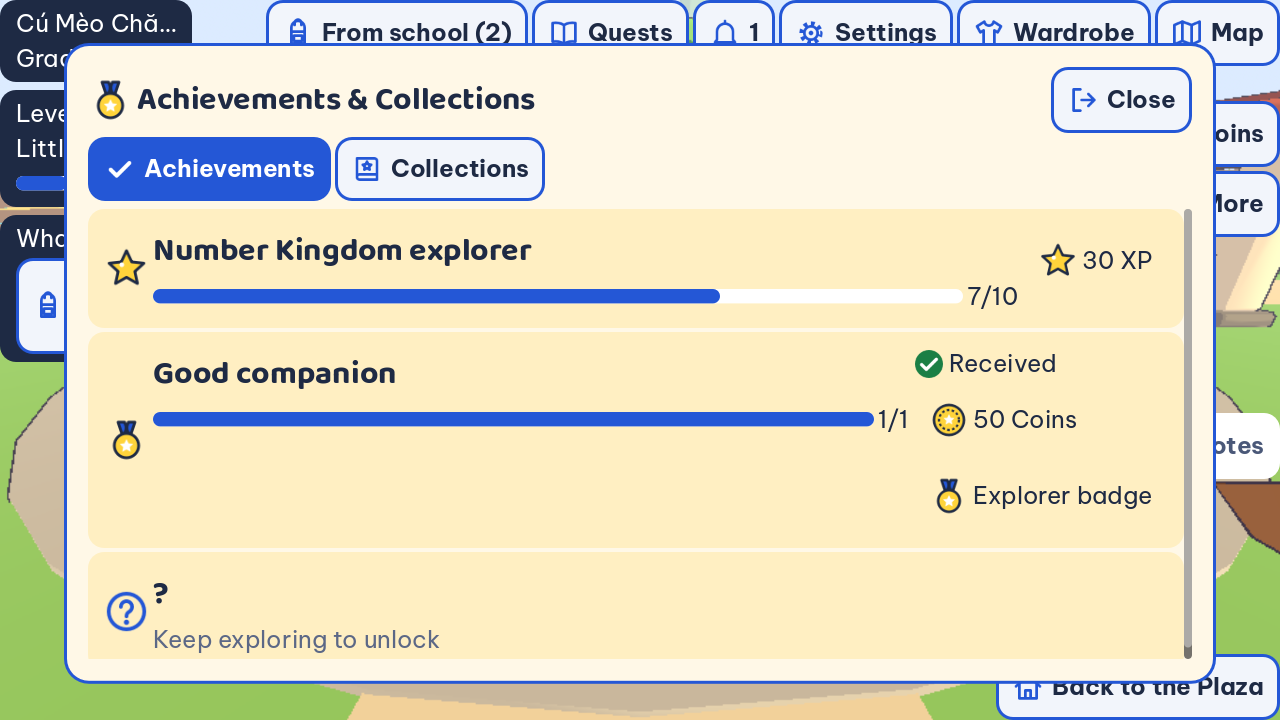 Cú Mèo Chă...
From school (2)
Quests
1
Settings
Wardrobe
Map
Achievements & Collections
Close
Achievements
Collections
Number Kingdom explorer
30 XP
7/10
Good companion
Received
1/1
50 Coins
Explorer badge
?
Keep exploring to unlock
Back to the Plaza